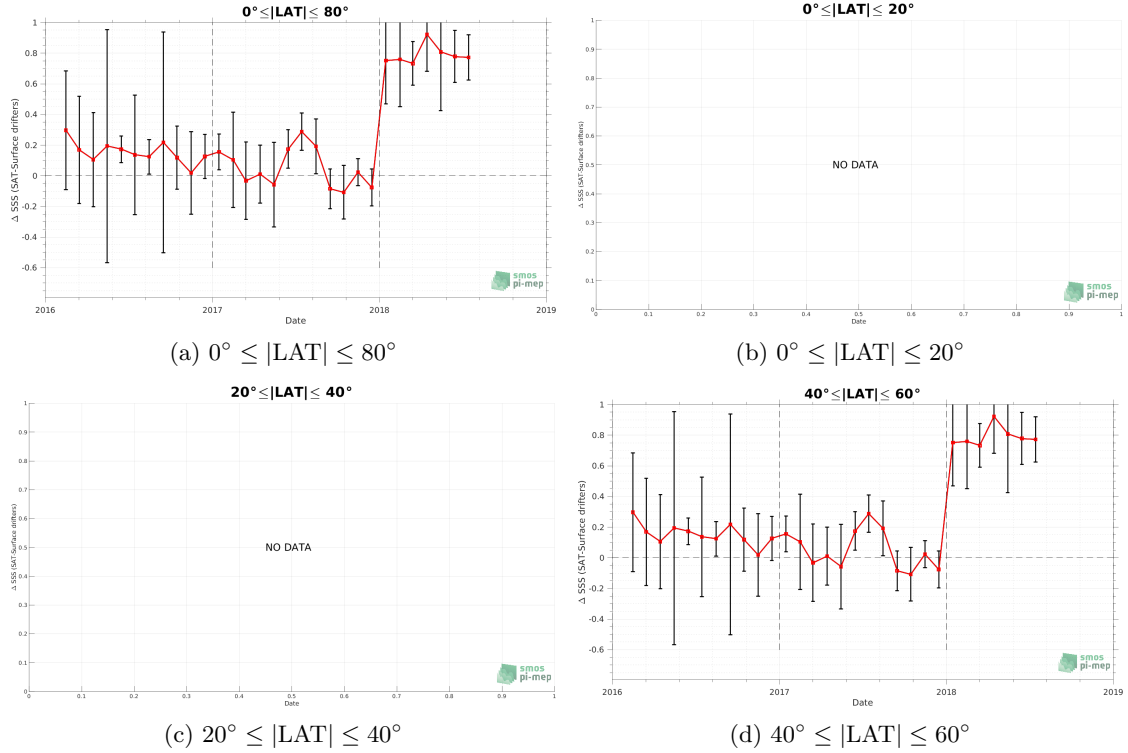 0°≤|LAT|≤ 80°
Δ SSS (SAT-Surface drifters)
1
0.8
0.6
0.4
0.2
0
-0.2
-0.4
-0.6
2016
2017
2018
2019
Date
smos
pi-mep
(a) 0° ≤ |LAT| ≤ 80°
0°≤|LAT|≤ 20°
Δ SSS (SAT-Surface drifters)
1
0.9
0.8
0.7
0.6
0.5
0.4
0.3
0.2
0.1
0
NO DATA
0
0.1
0.2
0.3
0.4
0.5
0.6
0.7
0.8
0.9
1
Date
smos
pi-mep
(b) 0° ≤ |LAT| ≤ 20°
20°≤|LAT|≤ 40°
Δ SSS (SAT-Surface drifters)
1
0.9
0.8
0.7
0.6
0.5
0.4
0.3
0.2
0.1
0
NO DATA
0
0.1
0.2
0.3
0.4
0.5
0.6
0.7
0.8
0.9
1
Date
smos
pi-mep
(c) 20° ≤ |LAT| ≤ 40°
40°≤|LAT|≤ 60°
Δ SSS (SAT-Surface drifters)
1
0.8
0.6
0.4
0.2
0
-0.2
-0.4
-0.6
2016
2017
2018
2019
Date
smos
pi-mep
(d) 40° ≤ |LAT| ≤ 60°